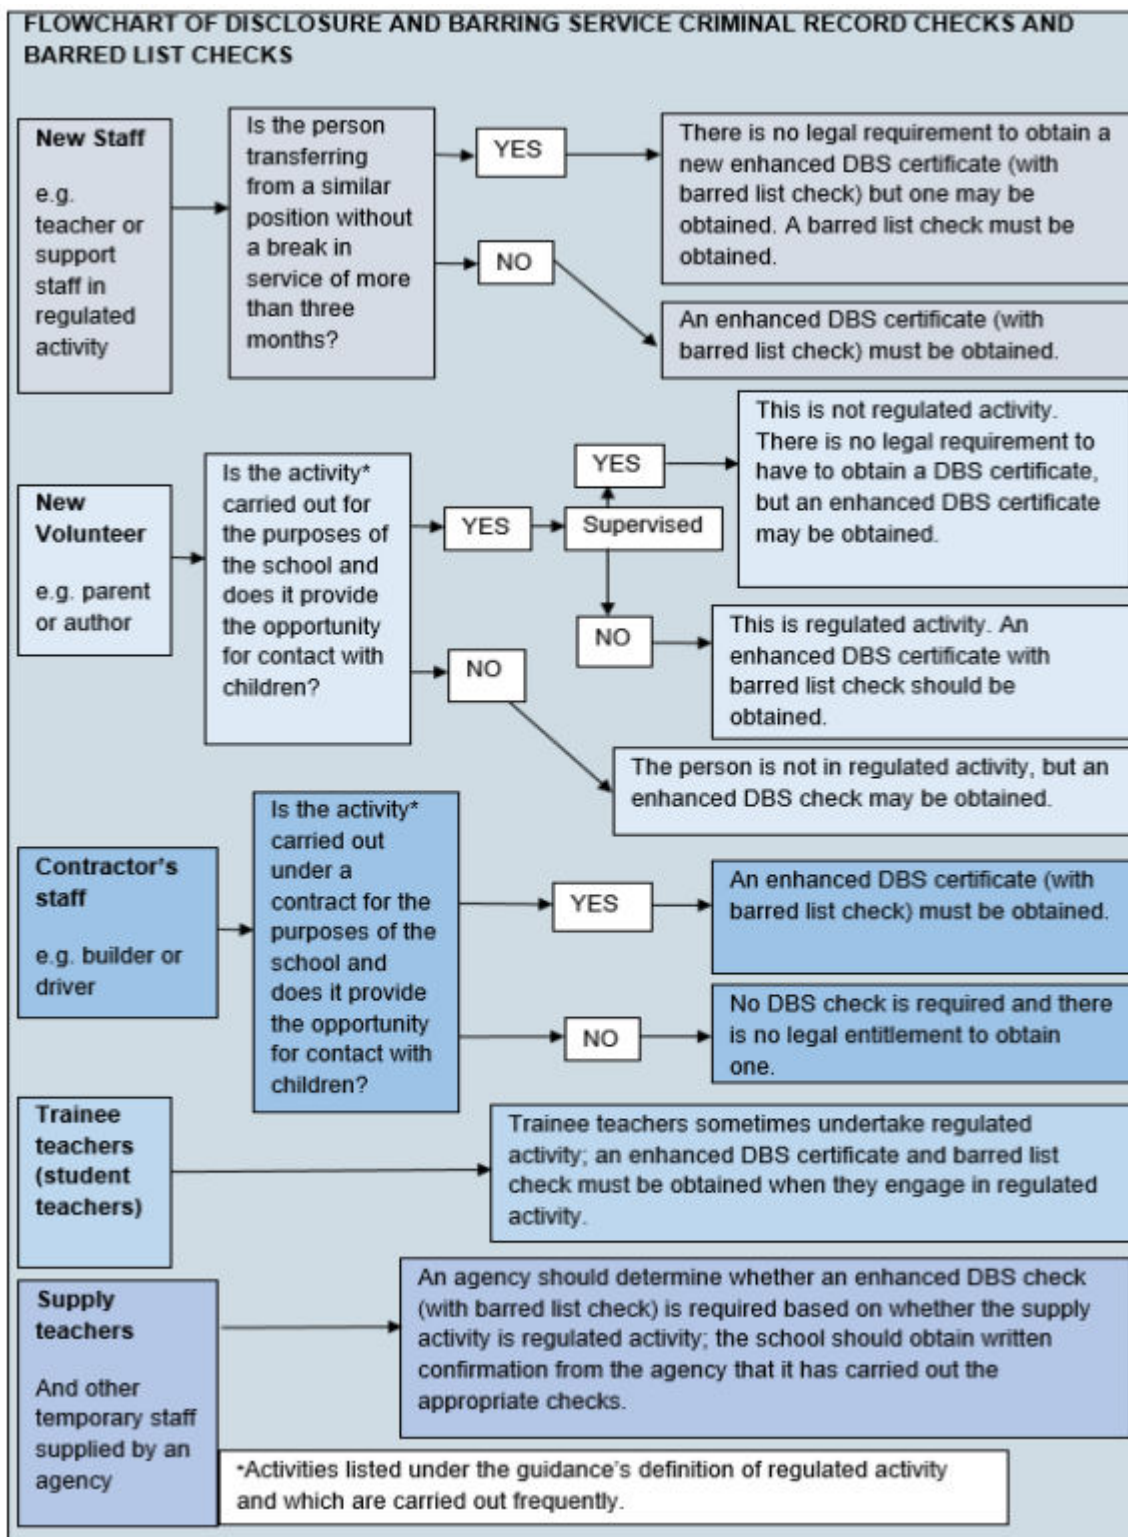 FLOWCHART OF DISCLOSURE AND BARRING SERVICE CRIMINAL RECORD CHECKS AND
BARRED LIST CHECKS
New Staff
e.g.
teacher or
support
staff in
regulated
activity
Is the person
transferring
from a similar
position without
a break in
service of more
than three
months?
YES
There is no legal requirement to obtain a
new enhanced DBS certificate (with
barred list check) but one may be
obtained. A barred list check must be
obtained.
NO
An enhanced DBS certificate (with
barred list check) must be obtained.
New
Volunteer
e.g. parent
or author
Is the activity*
carried out for
the purposes of
the school and
does it provide
the opportunity
for contact with
children?
YES
Supervised
YES
This is not regulated activity.
There is no legal requirement to
have to obtain a DBS certificate,
but an enhanced DBS certificate
may be obtained.
NO
This is regulated activity. An
enhanced DBS certificate with
barred list check should be
obtained.
NO
The person is not in regulated activity, but an
enhanced DBS check may be obtained.
Contractor's
staff
e.g. builder or
driver
Is the activity*
carried out
under a
contract for the
purposes of the
school and
does it provide
the opportunity
for contact with
children?
YES
An enhanced DBS certificate (with
barred list check) must be obtained.
NO
No DBS check is required and there
is no legal entitlement to obtain
one.
Trainee
teachers
(student
teachers)
Trainee teachers sometimes undertake regulated
activity; an enhanced DBS certificate and barred list
check must be obtained when they engage in regulated
activity.
Supply
teachers
And other
temporary staff
supplied by an
agency
An agency should determine whether an enhanced DBS check
(with barred list check) is required based on whether the supply
activity is regulated activity; the school should obtain written
confirmation from the agency that it has carried out the
appropriate checks.
*Activities listed under the guidance's definition of regulated activity
and which are carried out frequently.